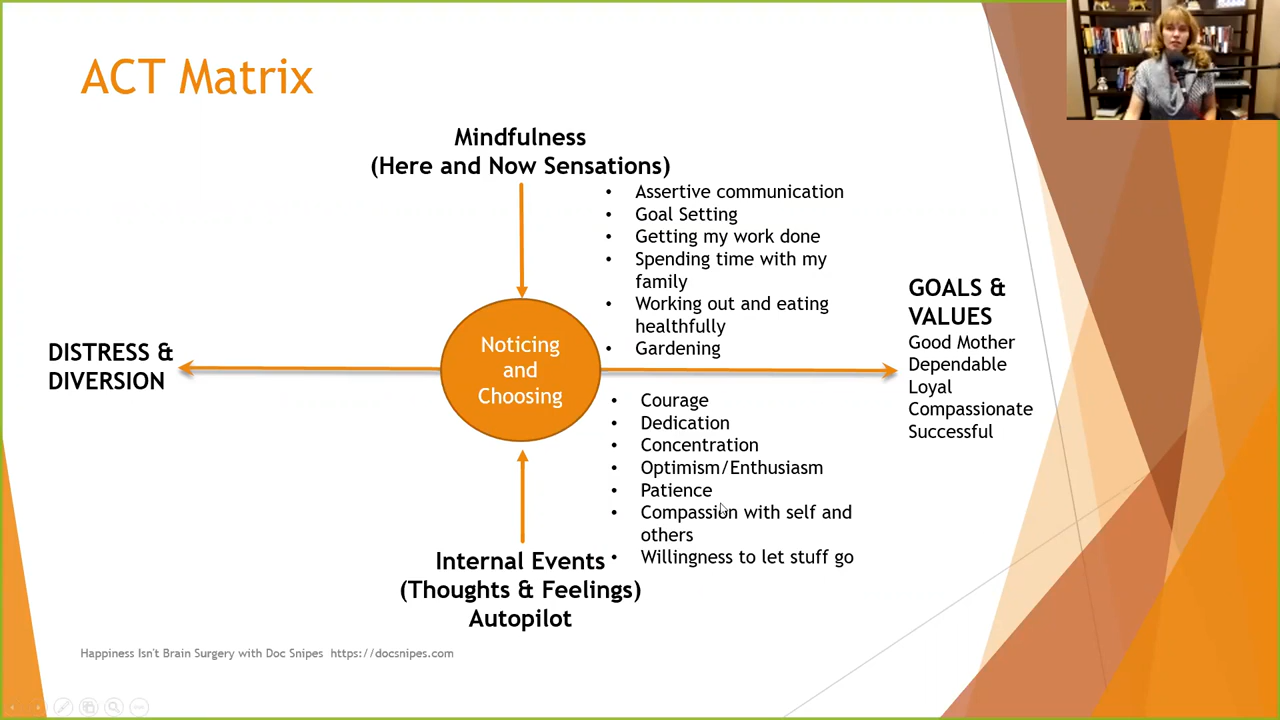 ACT Matrix
Mindfulness
(Here and Now Sensations)
• Assertive communication
• Goal Setting
• Getting my work done
• Spending time with my
family
• Working out and eating
healthfully
• Gardening
GOALS &
VALUES
Good Mother
Dependable
Loyal
Compassionate
Successful
DISTRESS &
DIVERSION
Noticing
and
Choosing
• Courage
• Dedication
• Concentration
• Optimism/Enthusiasm
• Patience
• Compassion with self and
others
• Willingness to let stuff go
Internal Events
(Thoughts & Feelings)
Autopilot
Happiness Isn't Brain Surgery with Doc Snipes https://docsnipes.com